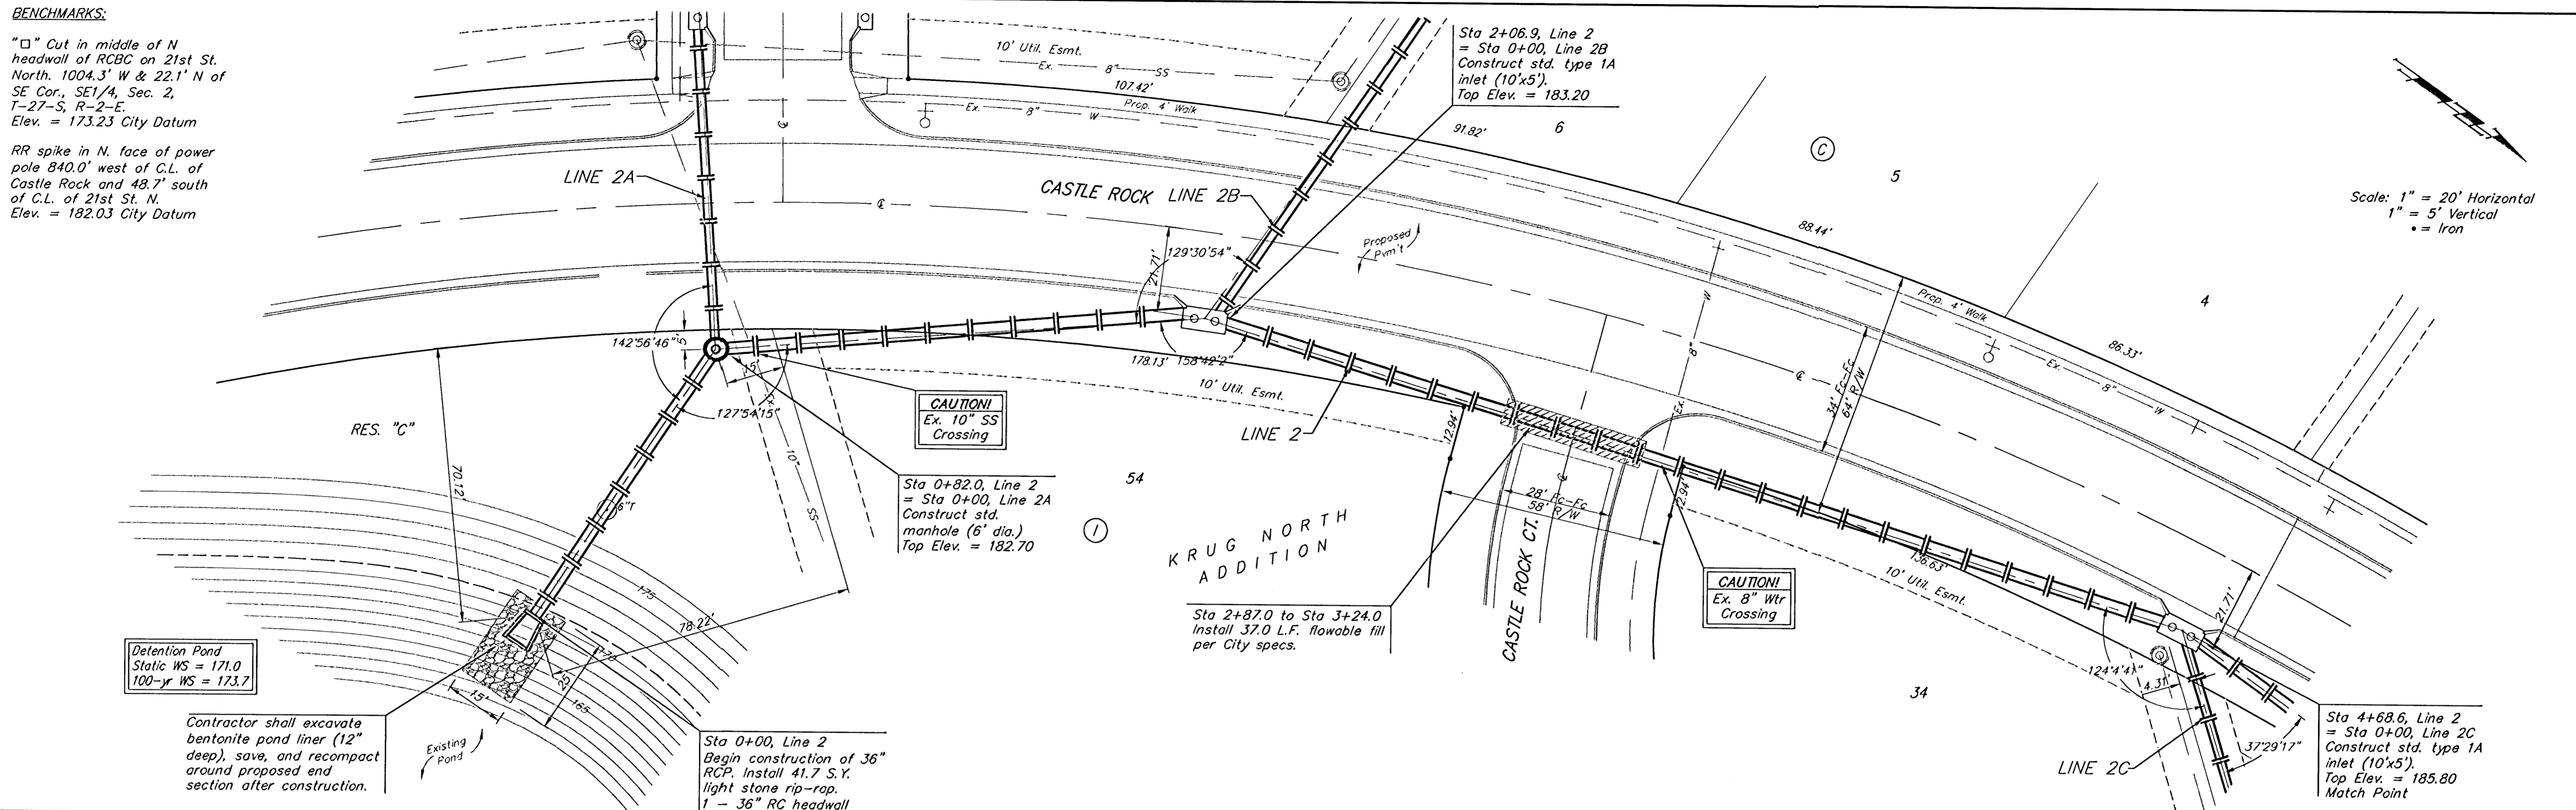 BENCHMARKS:
"□" Cut in middle of N
headwall of RCBC on 21st St.
North. 1004.3' W & 22.1' N of
SE Cor., SE1/4, Sec. 2,
T-27-S, R-2-E.
Elev. = 173.23 City Datum
RR spike in N. face of power
pole 840.0' west of C.L. of
Castle Rock and 48.7' south
of C.L. of 21st St. N.
Elev. = 182.03 City Datum
10' Util. Esmt.
Ex. 8" SS
107.42'
Prop. 4' Walk
Ex. 8" W
LINE 2A
CASTLE ROCK
LINE 2B
Sta 2+06.9, Line 2
= Sta 0+00, Line 2B
Construct std. type 1A
inlet (10'x5').
Top Elev. = 183.20
91.82'
6
C
5
88.44'
4
86.33'
Prop. 4' Walk
Ex. 8" W
Scale: 1" = 20' Horizontal
1" = 5' Vertical
• = Iron
Proposed
Pvm't
129°30'54"
21.71'
142°56'46"
5'
15'
127°54'15"
178.13'
158°42'2"
10' Util. Esmt.
LINE 2
12.94'
Ex. 8" W
34' Fc-Fc
64' R/W
CAUTION!
Ex. 10" SS
Crossing
Ex. 10" SS
RES. "C"
70.12'
6"T
Sta 0+82.0, Line 2
= Sta 0+00, Line 2A
Construct std.
manhole (6' dia.)
Top Elev. = 182.70
54
1
KRUG NORTH
ADDITION
28' Fc-Fc
58' R/W
12.94'
CASTLE ROCK CT.
Sta 2+87.0 to Sta 3+24.0
Install 37.0 L.F. flowable fill
per City specs.
CAUTION!
Ex. 8" Wtr
Crossing
136.63'
10' Util. Esmt.
34
21.71'
124°4'41"
4.31'
37°29'17"
LINE 2C
Sta 4+68.6, Line 2
= Sta 0+00, Line 2C
Construct std. type 1A
inlet (10'x5').
Top Elev. = 185.80
Match Point
175
78.22'
170
165
25'
15'
Detention Pond
Static WS = 171.0
100-yr WS = 173.7
Contractor shall excavate
bentonite pond liner (12"
deep), save, and recompact
around proposed end
section after construction.
Existing
Pond
Sta 0+00, Line 2
Begin construction of 36"
RCP. Install 41.7 S.Y.
light stone rip-rap.
1 - 36" RC headwall